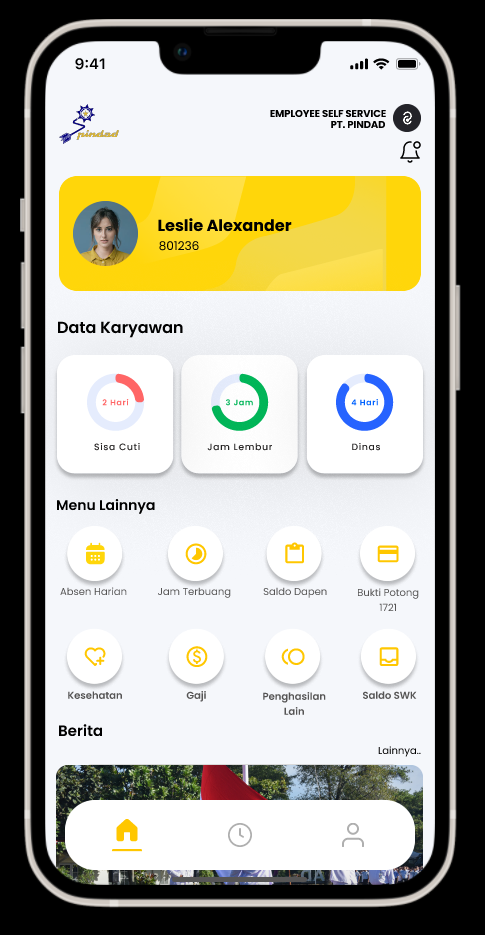 9:41
pindad
EMPLOYEE SELF SERVICE
PT. PINDAD
Leslie Alexander
801236
Data Karyawan
2 Hari
3 Jam
4 Hari
Sisa Cuti
Jam Lembur
Dinas
Menu Lainnya
Absen Harian
Jam Terbuang
Saldo Dapen
Bukti Potong
1721
Kesehatan
Gaji
Penghasilan
Lain
Saldo SWK
Berita
Lainnya..